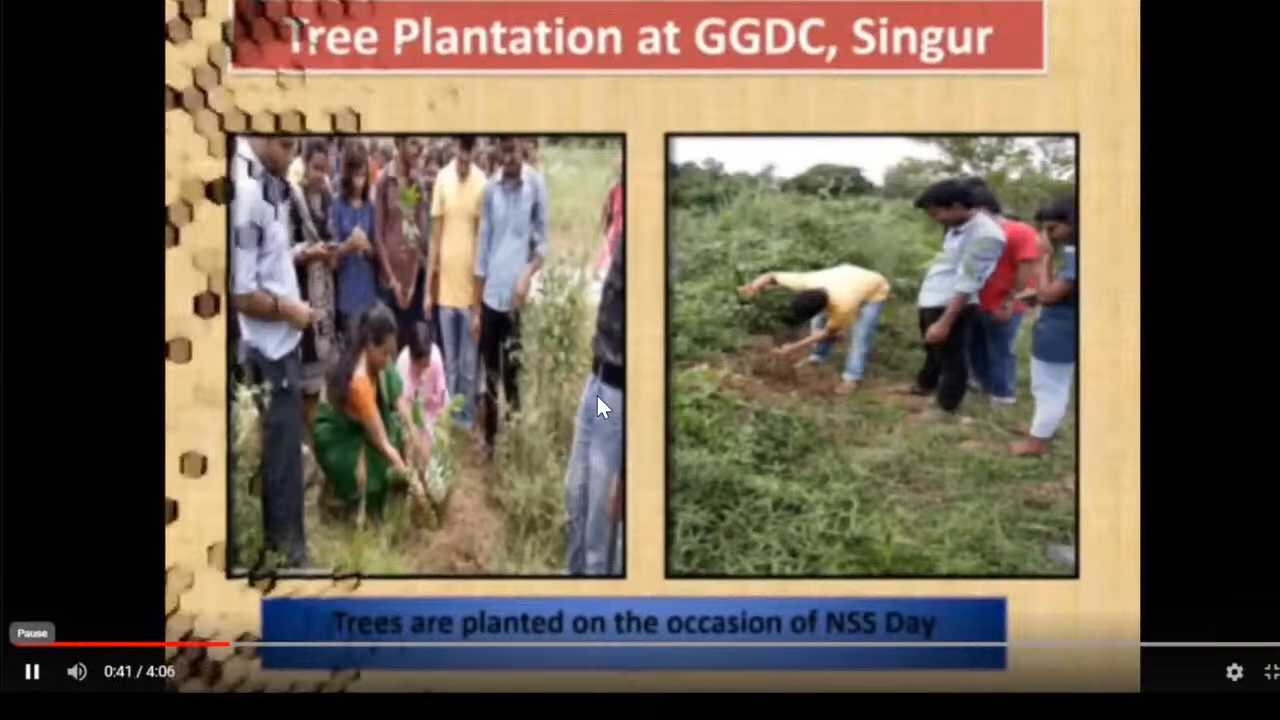 Tree Plantation at GGDC, Singur
Trees are planted on the occasion of NSS Day
Pause
0:41 / 4:06